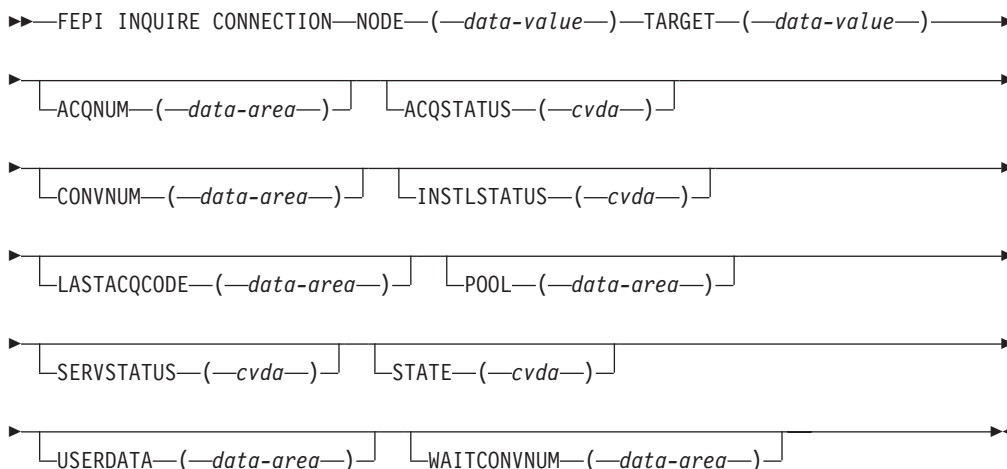 FEPI INQUIRE CONNECTION NODE ( data-value ) TARGET ( data-value )
ACQNUM ( data-area ) ACQSTATUS ( cvda )
CONVNUM ( data-area ) INSTLSTATUS ( cvda )
LASTACQCODE ( data-area ) POOL ( data-area )
SERVSTATUS ( cvda ) STATE ( cvda )
USERDATA ( data-area ) WAITCONVNUM ( data-area )